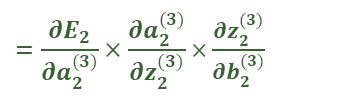 = ∂E₂/∂a₂⁽³⁾ × ∂a₂⁽³⁾/∂z₂⁽³⁾ × ∂z₂⁽³⁾/∂b₂⁽³⁾